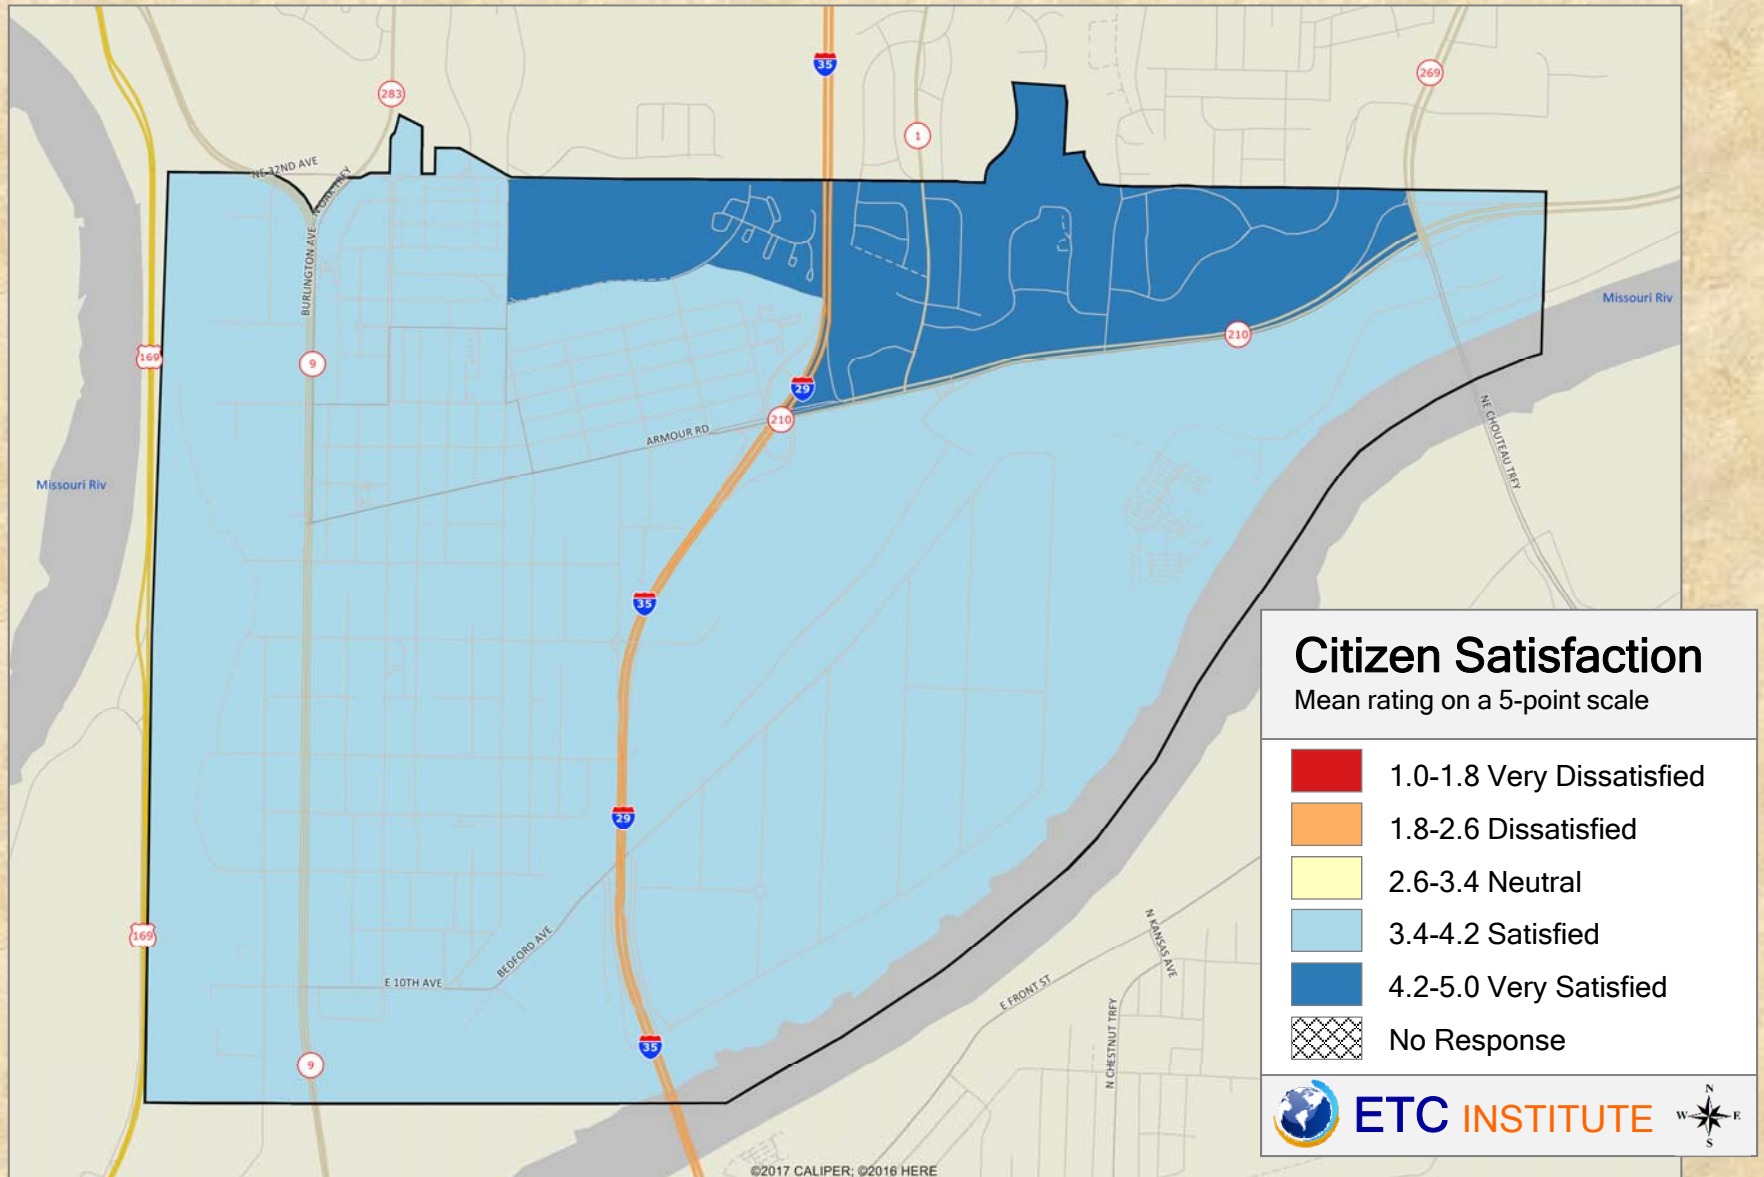 35
269
283
1
NE 32ND AVE
N OAK TRFY
BURLINGTON AVE
Missouri Riv
210
169
9
29
210
ARMOUR RD
NE CHOUTEAU TRFY
Missouri Riv
35
Citizen Satisfaction
Mean rating on a 5-point scale
1.0-1.8 Very Dissatisfied
1.8-2.6 Dissatisfied
2.6-3.4 Neutral
3.4-4.2 Satisfied
4.2-5.0 Very Satisfied
No Response
29
169
BEDFORD AVE
N KANSAS AVE
E 10TH AVE
E FRONT ST
N CHESTNUT TRFY
35
9
ETC INSTITUTE
N
W E
S
©2017 CALIPER; ©2016 HERE